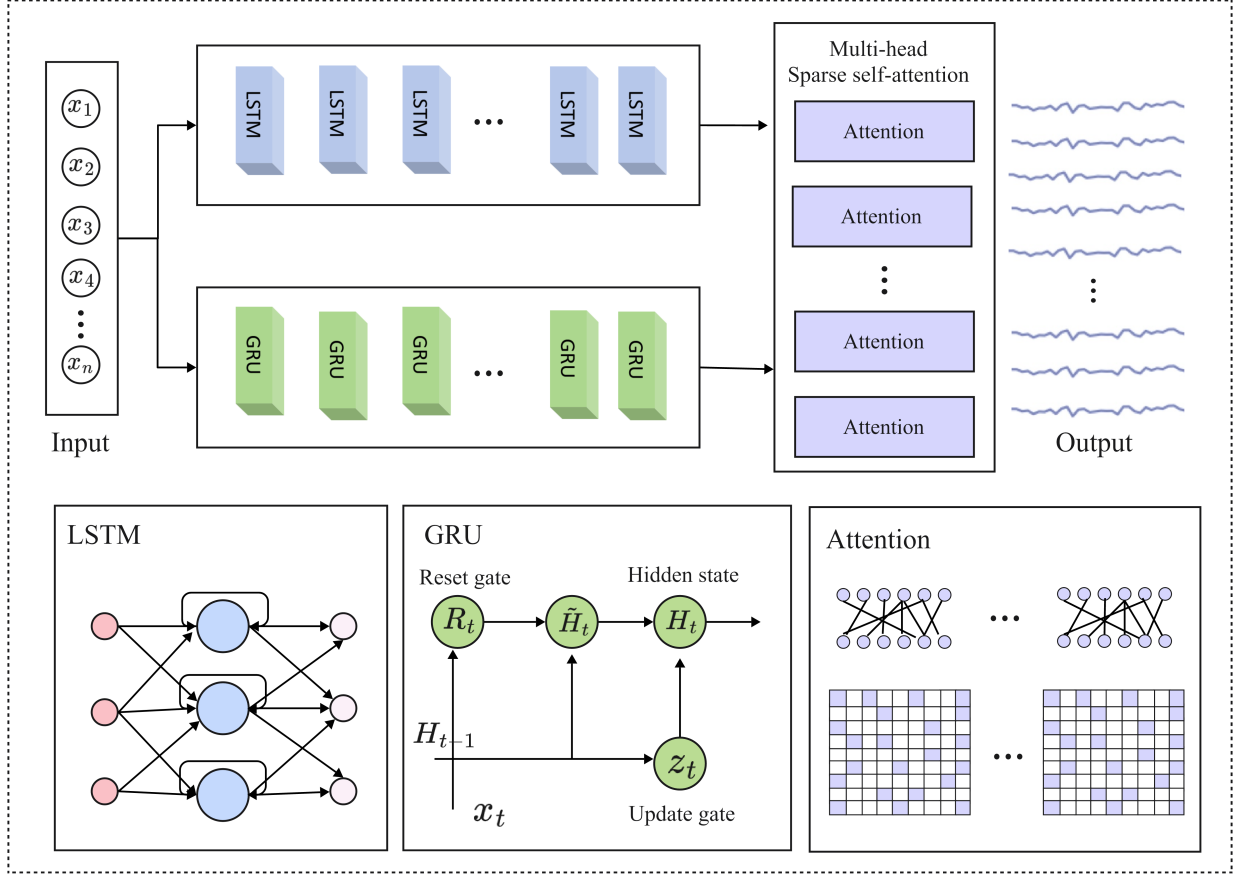 Multi-head
Sparse self-attention
x₁
x₂
x₃
x₄
⋮
xₙ
Input
LSTM LSTM LSTM ... LSTM LSTM
GRU GRU GRU ... GRU GRU
Attention
Attention
⋮
Attention
Attention
⋮
Output
LSTM
GRU
Reset gate
Hidden state
Rₜ
H̃ₜ
Hₜ
Hₜ₋₁
zₜ
xₜ
Update gate
Attention
...
...